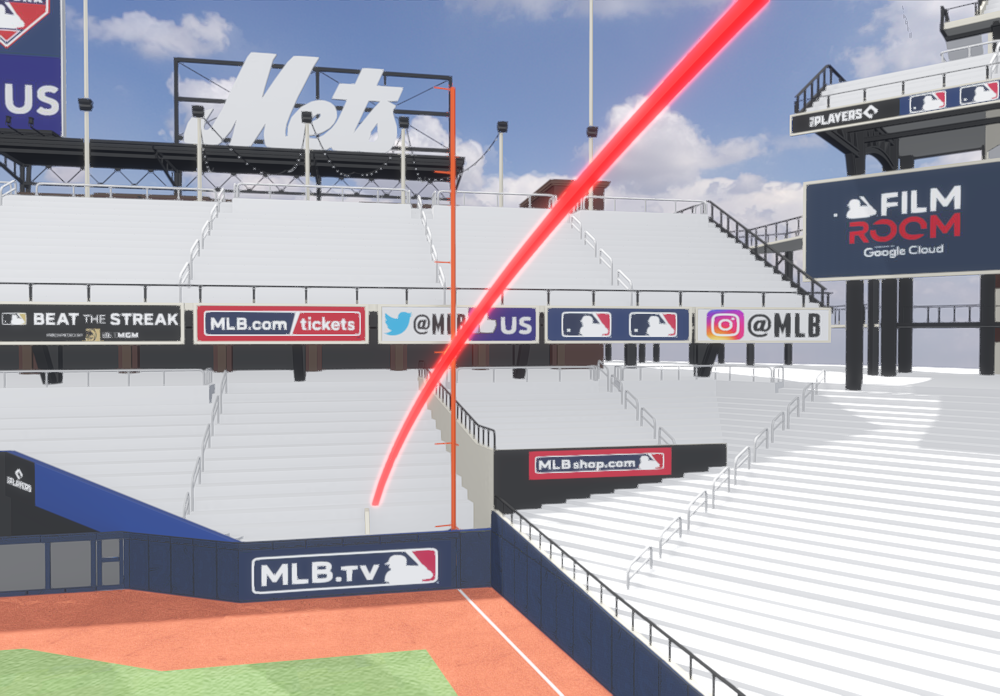 US
Mets
PLAYERS
FILM
ROOM
Google Cloud
BEAT THE STREAK
MGM
MLB.com/tickets
@MLB
US
@MLB
MLBshop.com
PLAYERS
MLB.TV